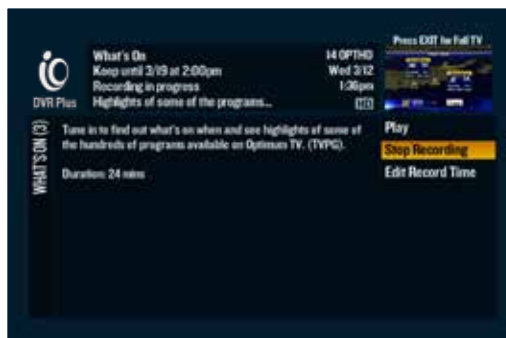 Press EXIT for Full TV
What's On 14 OPTHD
Keep until 3/19 at 2:00pm Wed 3/12
Recording in progress 1:36pm
Highlights of some of the programs... HD
iO
DVR Plus
WHAT'S ON (3)
Tune in to find out what's on when and see highlights of some of
the hundreds of programs available on Optimum TV. (TVPG).
Duration: 24 mins
Play
Stop Recording
Edit Record Time